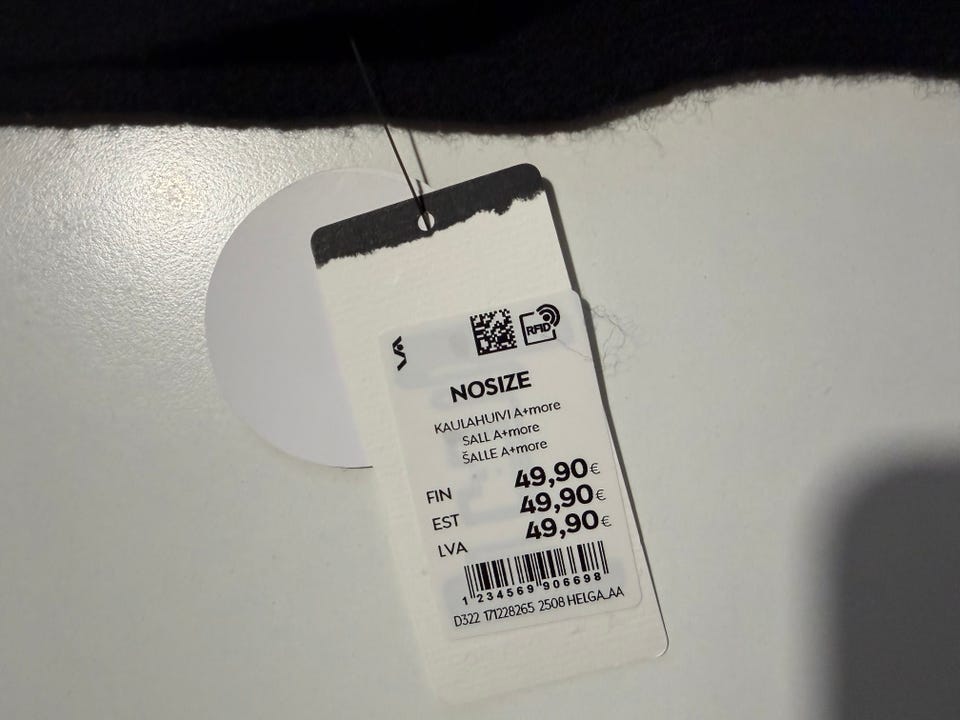 RFID
NOSIZE
KAULAHUIVI A+more
SALL A+more
ŠALLE A+more
FIN 49,90€
EST 49,90€
LVA 49,90€
1 234569 906698
D322 171228265 2508 HELGA_AA